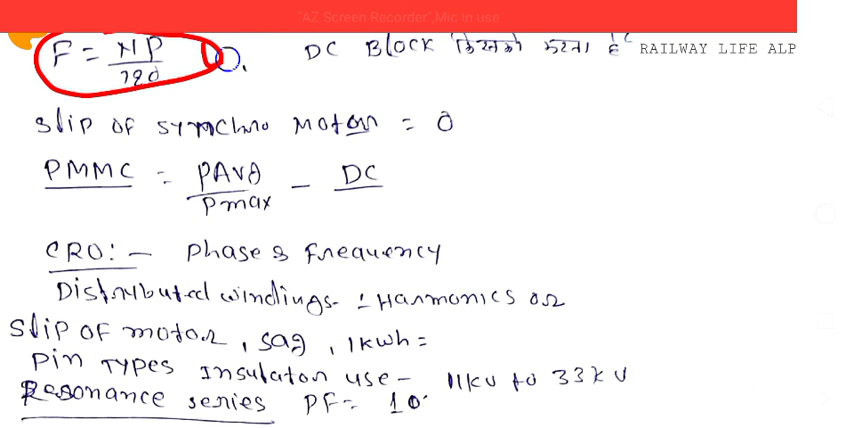 "AZ Screen Recorder",Mic in use
F = NP
120
DC Block किसको करता है
RAILWAY LIFE ALP
slip of synchro Motor = 0
PMMC = PAVG - DC
Pmax
CRO: - Phase & frequency
Distributed windings- Harmonics
slip of motor, sag, 1kwh =
Pin Types Insulator use - 11KV to 33KV
Resonance series PF = 1